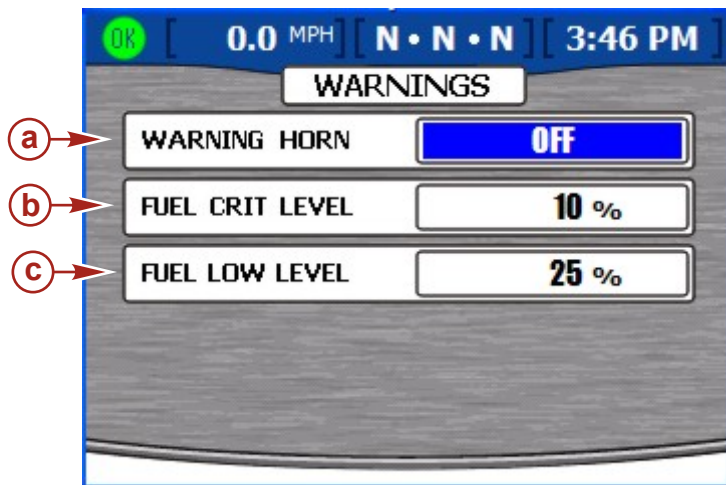 OK [ 0.0 MPH ] [ N • N • N ] [ 3:46 PM ]
WARNINGS
a WARNING HORN OFF
b FUEL CRIT LEVEL 10 %
c FUEL LOW LEVEL 25 %